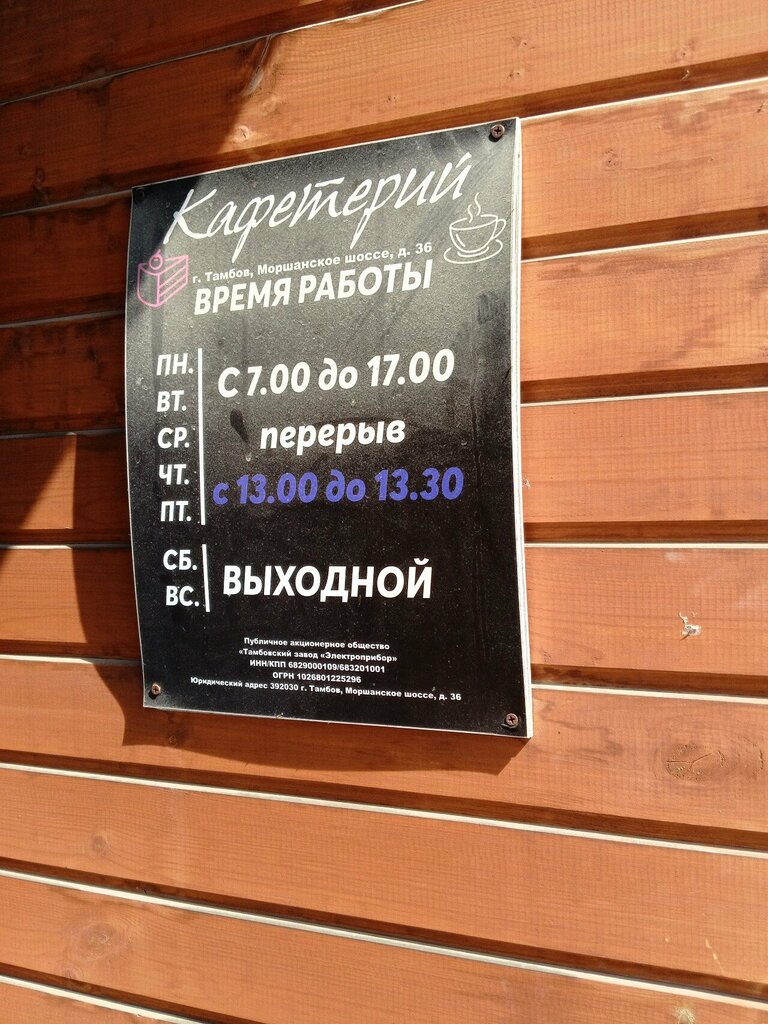 Кафетерий
г. Тамбов, Моршанское шоссе, д. 36
ВРЕМЯ РАБОТЫ
ПН.
ВТ.
СР.
ЧТ.
ПТ.
С 7.00 до 17.00
перерыв
с 13.00 до 13.30
СБ.
ВС.
ВЫХОДНОЙ
Публичное акционерное общество
«Тамбовский завод «Электроприбор»
ИНН/КПП 6829000109/683201001
ОГРН 1026801225296
Юридический адрес 392030 г. Тамбов, Моршанское шоссе, д. 36